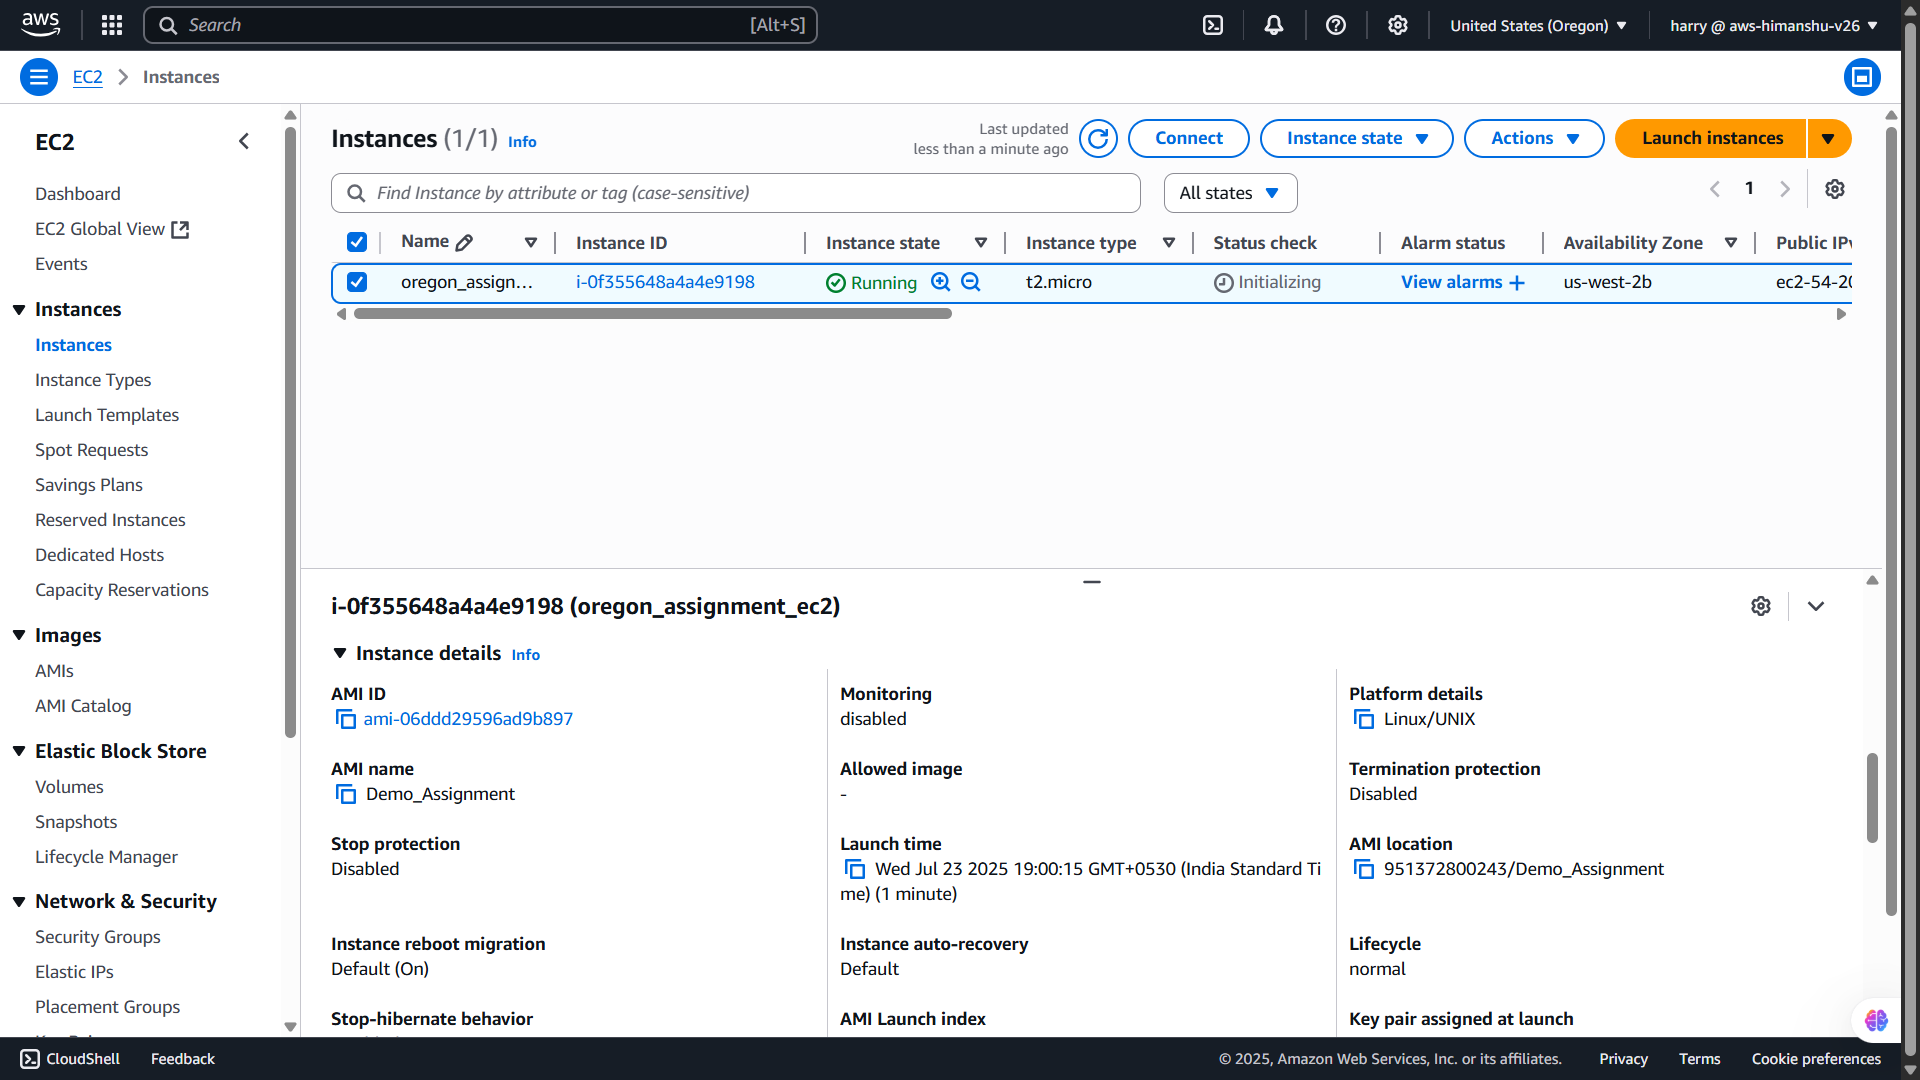 aws
Search
[Alt+S]
United States (Oregon)
harry @ aws-himanshu-v26
EC2
Instances
EC2
Dashboard
EC2 Global View
Events
Instances
Instances
Instance Types
Launch Templates
Spot Requests
Savings Plans
Reserved Instances
Dedicated Hosts
Capacity Reservations
Images
AMIs
AMI Catalog
Elastic Block Store
Volumes
Snapshots
Lifecycle Manager
Network & Security
Security Groups
Elastic IPs
Placement Groups
Instances (1/1) Info
Last updated
less than a minute ago
Connect
Instance state
Actions
Launch instances
Find Instance by attribute or tag (case-sensitive)
All states
1
Name Instance ID Instance state Instance type Status check Alarm status Availability Zone Public IPv
oregon_assign... i-0f355648a4a4e9198 Running t2.micro Initializing View alarms + us-west-2b ec2-54-20
i-0f355648a4a4e9198 (oregon_assignment_ec2)
Instance details Info
AMI ID
ami-06ddd29596ad9b897
Monitoring
disabled
Platform details
Linux/UNIX
AMI name
Demo_Assignment
Allowed image
-
Termination protection
Disabled
Stop protection
Disabled
Launch time
Wed Jul 23 2025 19:00:15 GMT+0530 (India Standard Ti
me) (1 minute)
AMI location
951372800243/Demo_Assignment
Instance reboot migration
Default (On)
Instance auto-recovery
Default
Lifecycle
normal
Stop-hibernate behavior
AMI Launch index
Key pair assigned at launch
CloudShell
Feedback
© 2025, Amazon Web Services, Inc. or its affiliates.
Privacy
Terms
Cookie preferences